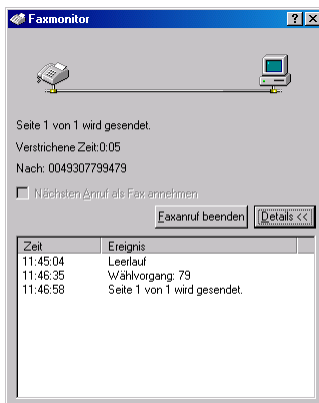 Faxmonitor
Seite 1 von 1 wird gesendet.
Verstrichene Zeit:0:05
Nach: 0049307799479
Nächsten Anruf als Fax annehmen
Faxanruf beenden
Details <<
Zeit Ereignis
11:45:04 Leerlauf
11:46:35 Wählvorgang: 79
11:46:58 Seite 1 von 1 wird gesendet.